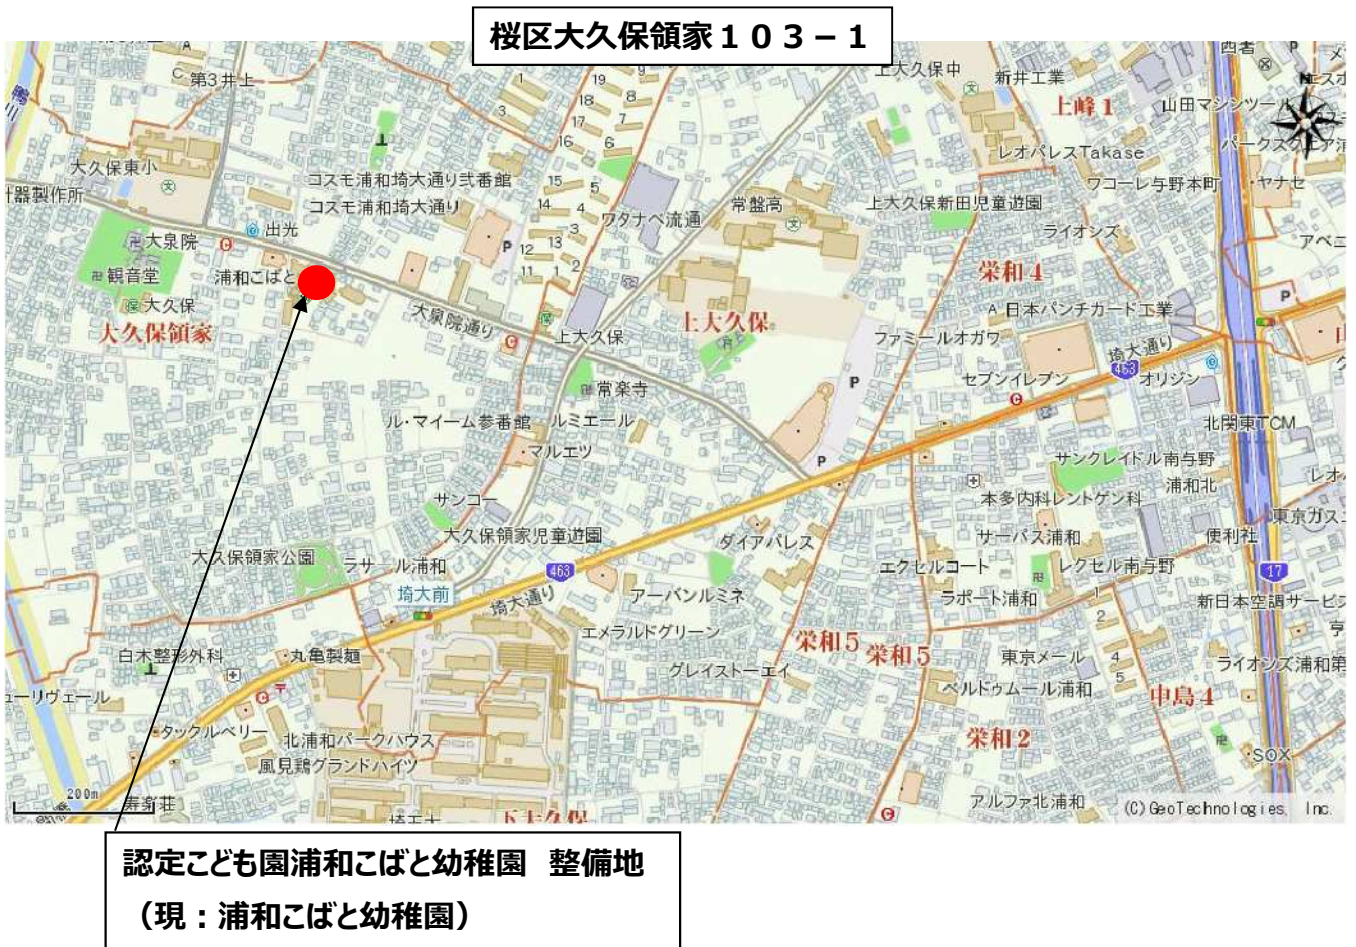 桜区大久保領家１０３－１
西署
上大久保中
新井工業
第3井上
上峰1
山田マシンツール
大久保東小
コスモ浦和埼大通り弐番館
レオパレスTakase
器製作所
コスモ浦和埼大通り
ワタナベ流通
常盤高
上大久保新田児童遊園
ワコーレ与野本町
ヤナセ
大泉院
出光
ライオンズ
観音堂
浦和こばと
栄和4
大久保
大久保領家
大泉院通り
上大久保
上大久保
日本パンチカード工業
ファミールオガワ
埼大通り
463
セブンイレブン
オリジン
常楽寺
ル・マイーム参番館
ルミエール
北関東TCM
マルエツ
サンクレイドル南与野
浦和北
サンコー
本多内科レントゲン科
大久保領家児童遊園
ダイアパレス
サーパス浦和
便利社
東京ガス
大久保領家公園
ラサール浦和
463
エクセルコート
レクセル南与野
17
埼大前
埼大通り
アーバンルミネ
ラポート浦和
新日本空調サービス
エメラルドグリーン
栄和5
栄和5
白木整形外科
丸亀製麺
グレイストーエイ
東京メール
ライオンズ浦和第
ューリヴェール
ベルドゥムール浦和
中島4
タックルベリー
北浦和パークハウス
栄和2
風見鶏グランドハイツ
SOX
200m
寿楽荘
下大久保
アルファ北浦和
(C)GeoTechnologies, Inc.
認定こども園浦和こばと幼稚園　整備地
（現：浦和こばと幼稚園）